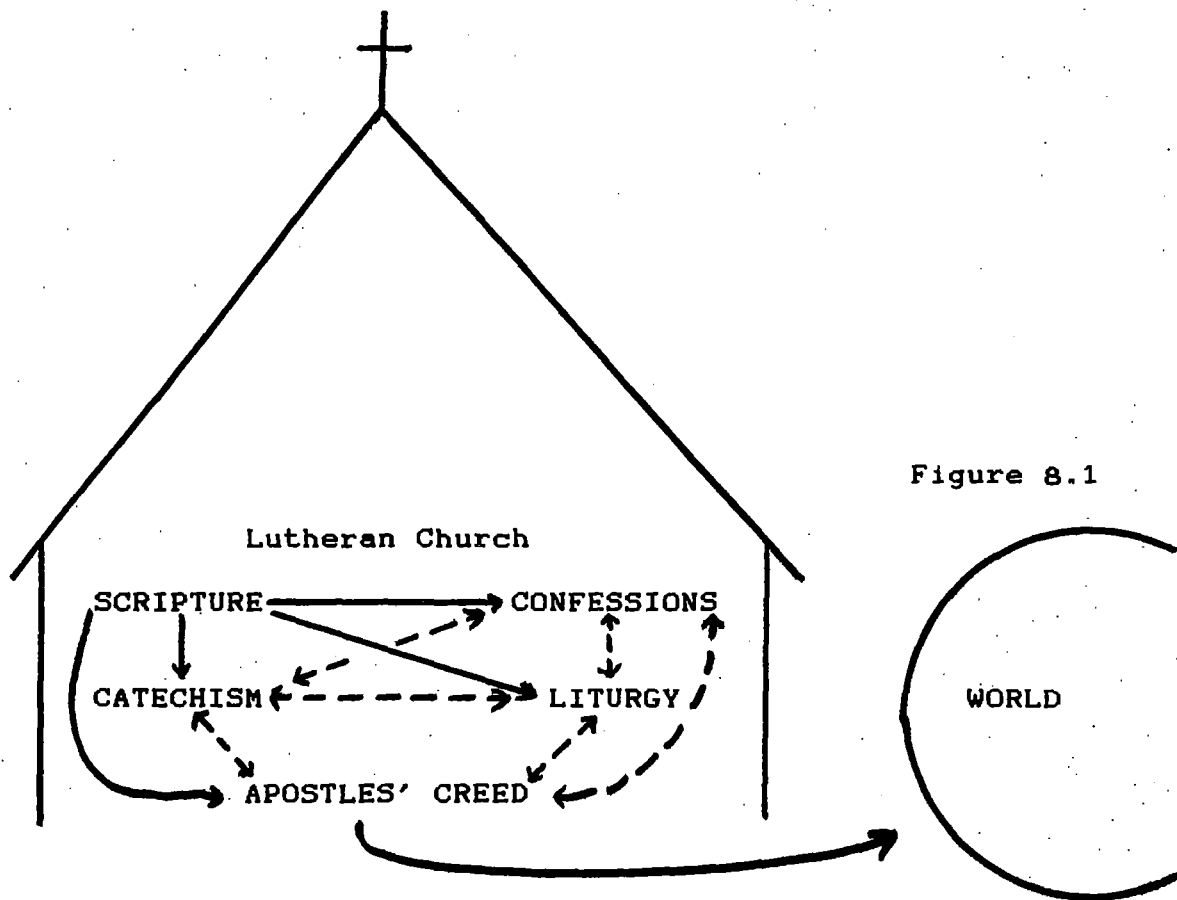 Figure 8.1
Lutheran Church
SCRIPTURE CONFESSIONS
CATECHISM LITURGY WORLD
APOSTLES' CREED